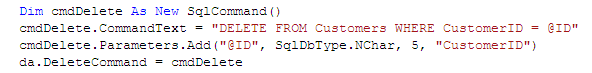 Dim cmdDelete As New SqlCommand()
cmdDelete.CommandText = "DELETE FROM Customers WHERE CustomerID = @ID"
cmdDelete.Parameters.Add("@ID", SqlDbType.NChar, 5, "CustomerID")
da.DeleteCommand = cmdDelete